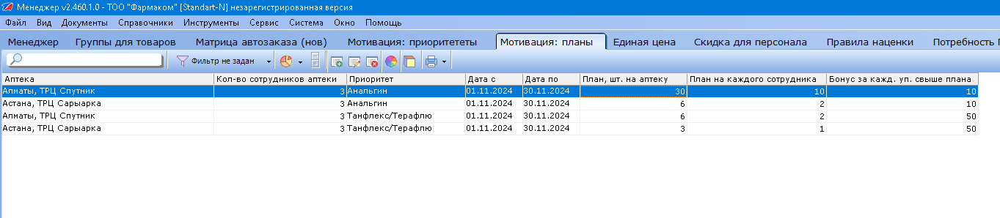 Менеджер v2.460.1.0 - ТОО "Фармаком" [Standart-N] незарегистрированная версия
Файл Вид Документы Справочники Инструменты Сервис Система Окно Помощь
Менеджер Группы для товаров Матрица автозаказа (нов) Мотивация: приоритететы Мотивация: планы Единая цена Скидка для персонала Правила наценки Потребность
Фильтр не задан
Аптека Кол-во сотрудников аптеки Приоритет Дата с Дата по План, шт. на аптеку План на каждого сотрудника Бонус за кажд. уп. свыше плана
Алматы, ТРЦ Спутник 3 Анальгин 01.11.2024 30.11.2024 30 10 10
Астана, ТРЦ Сарыарка 3 Анальгин 01.11.2024 30.11.2024 6 2 10
Алматы, ТРЦ Спутник 3 Танфлекс/Терафлю 01.11.2024 30.11.2024 6 2 50
Астана, ТРЦ Сарыарка 3 Танфлекс/Терафлю 01.11.2024 30.11.2024 3 1 50